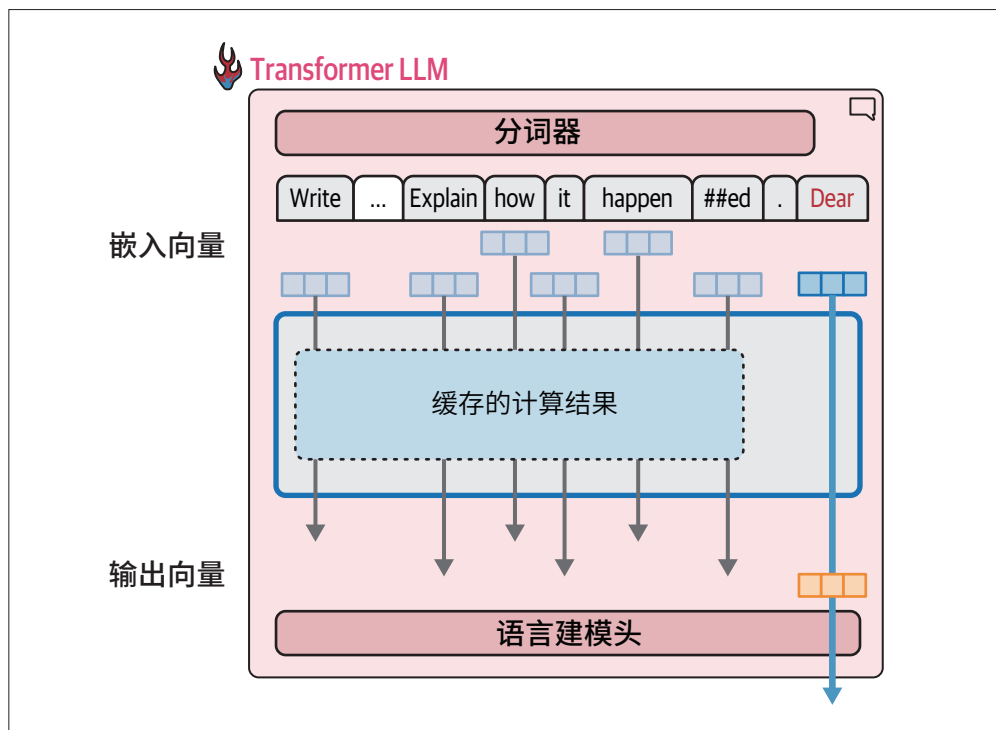 Transformer LLM
分词器
Write ... Explain how it happen ##ed . Dear
嵌入向量
缓存的计算结果
输出向量
语言建模头